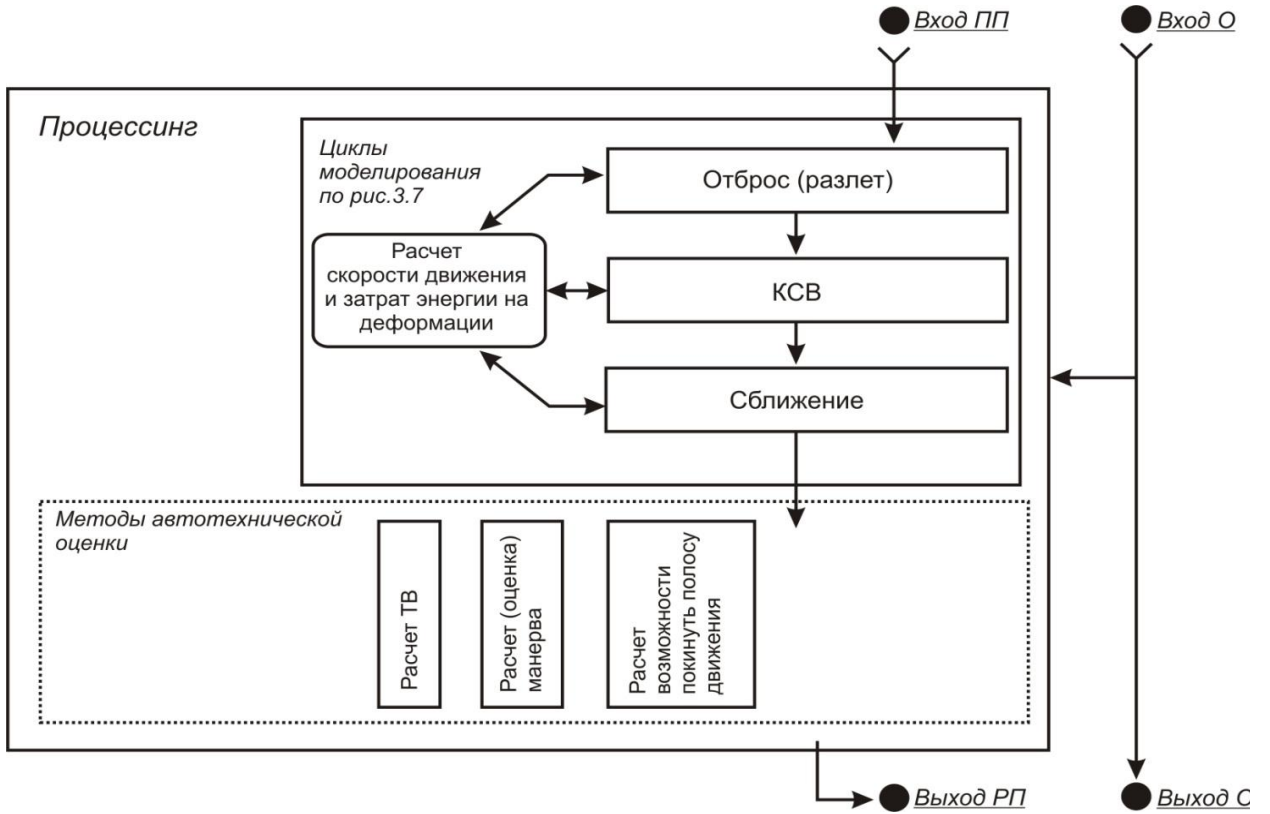 Вход ПП
Вход О
Процессинг
Циклы
моделирования
по рис.3.7
Отброс (разлет)
Расчет
скорости движения
и затрат энергии на
деформации
КСВ
Сближение
Методы автотехнической
оценки
Расчет ТВ
Расчет (оценка)
манерва
Расчет
возможности
покинуть полосу
движения
Выход РП
Выход О